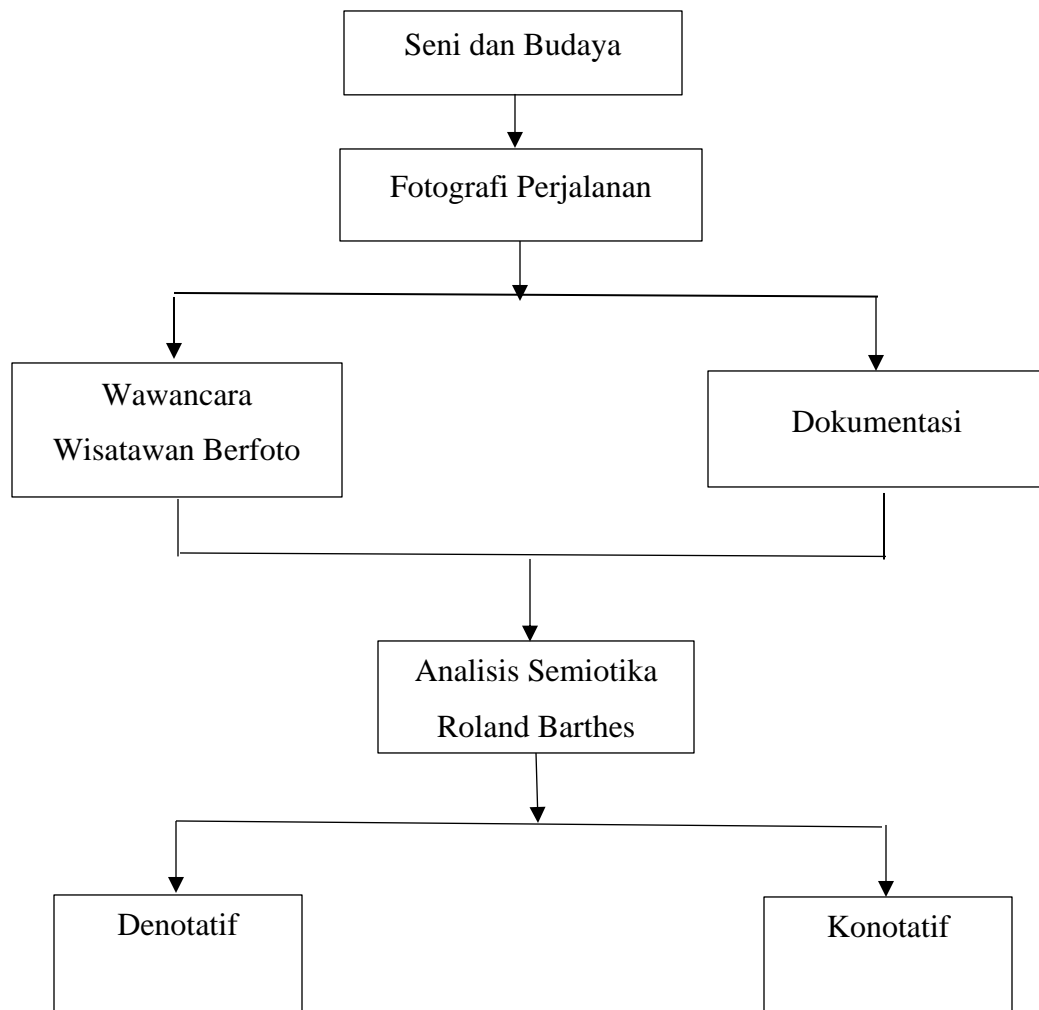 Seni dan Budaya
Fotografi Perjalanan
Wawancara
Wisatawan Berfoto
Dokumentasi
Analisis Semiotika
Roland Barthes
Denotatif
Konotatif